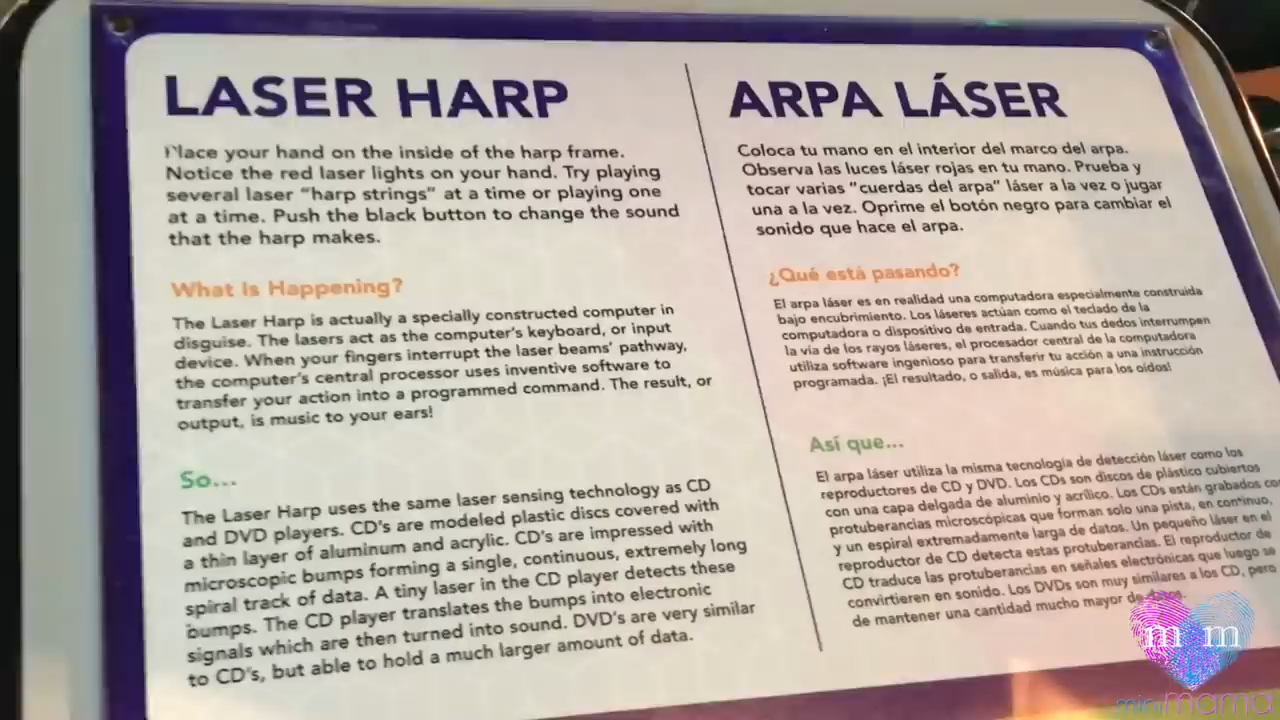 LASER HARP
Place your hand on the inside of the harp frame.
Notice the red laser lights on your hand. Try playing
several laser "harp strings" at a time or playing one
at a time. Push the black button to change the sound
that the harp makes.
What Is Happening?
The Laser Harp is actually a specially constructed computer in
disguise. The lasers act as the computer's keyboard, or input
device. When your fingers interrupt the laser beams' pathway,
the computer's central processor uses inventive software to
transfer your action into a programmed command. The result, or
output, is music to your ears!
So...
The Laser Harp uses the same laser sensing technology as CD
and DVD players. CD's are modeled plastic discs covered with
a thin layer of aluminum and acrylic. CD's are impressed with
microscopic bumps forming a single, continuous, extremely long
spiral track of data. A tiny laser in the CD player detects these
bumps. The CD player translates the bumps into electronic
signals which are then turned into sound. DVD's are very similar
to CD's, but able to hold a much larger amount of data.
ARPA LÁSER
Coloca tu mano en el interior del marco del arpa.
Observa las luces láser rojas en tu mano. Prueba y
tocar varias "cuerdas del arpa" láser a la vez o jugar
una a la vez. Oprime el botón negro para cambiar el
sonido que hace el arpa.
¿Qué está pasando?
El arpa láser es en realidad una computadora especialmente construida
bajo encubrimiento. Los láseres actúan como el teclado de la
computadora o dispositivo de entrada. Cuando tus dedos interrumpen
la vía de los rayos láseres, el procesador central de la computadora
utiliza software ingenioso para transferir tu acción a una instrucción
programada. ¡El resultado, o salida, es música para los oídos!
Así que...
El arpa láser utiliza la misma tecnología de detección láser como los
reproductores de CD y DVD. Los CDs son discos de plástico cubiertos
con una capa delgada de aluminio y acrílico. Los CDs están grabados con
protuberancias microscópicas que forman solo una pista, en continuo,
y un espiral extremadamente larga de datos. Un pequeño láser en el
reproductor de CD detecta estas protuberancias. El reproductor de
CD traduce las protuberancias en señales electrónicas que luego se
convirtieren en sonido. Los DVDs son muy similares a los CD, pero
de mantener una cantidad mucho mayor de datos.
m m
mini mama